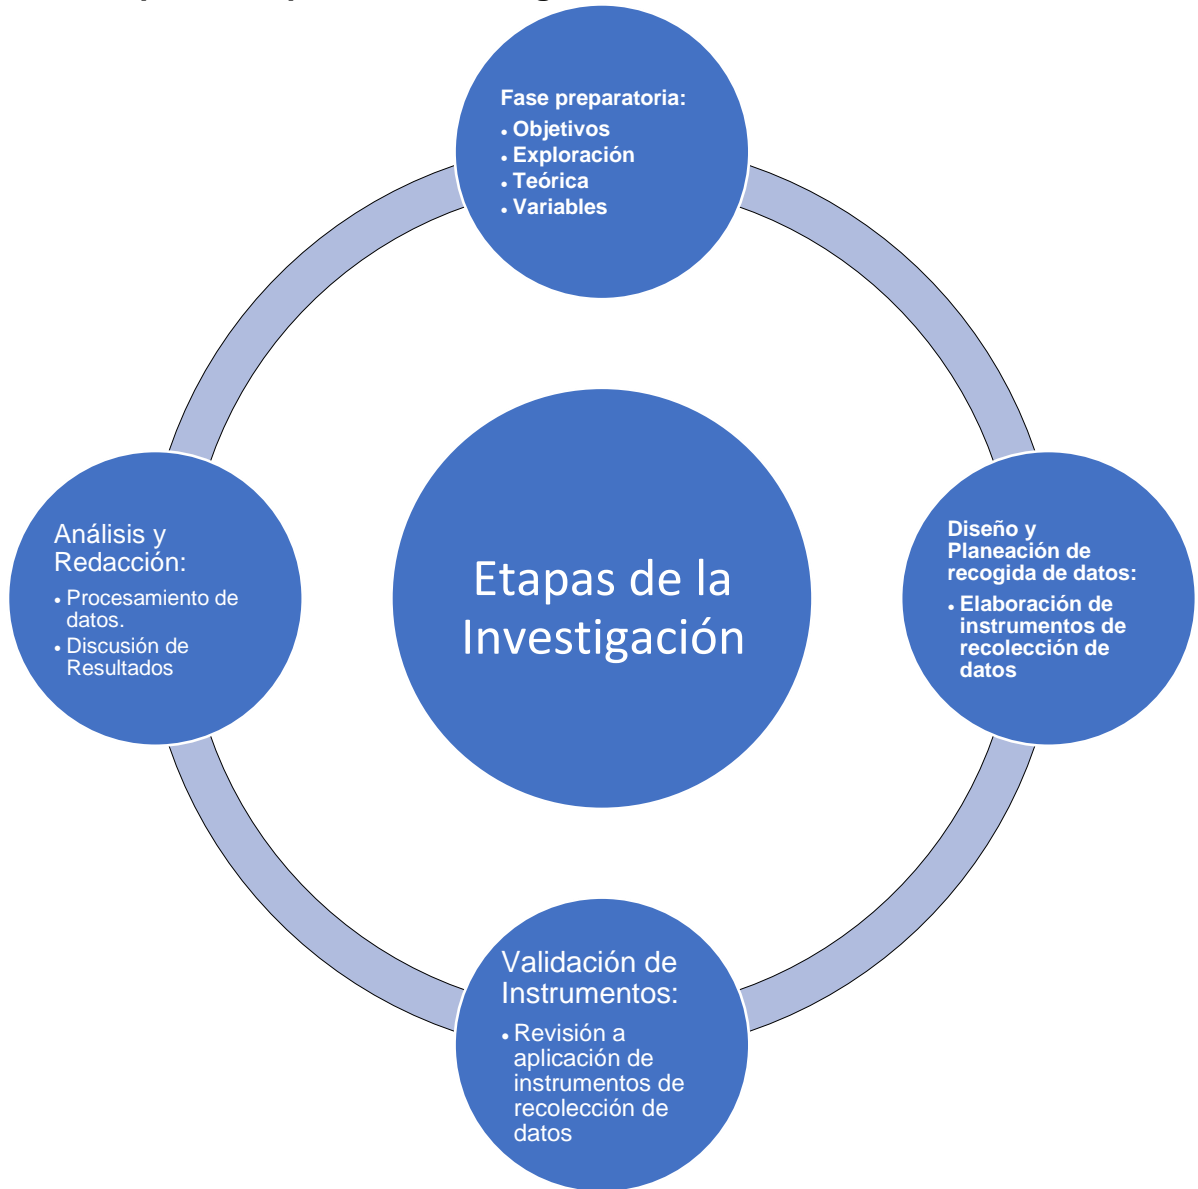 Fase preparatoria:
• Objetivos
• Exploración
• Teórica
• Variables
Diseño y
Planeación de
recogida de datos:
• Elaboración de
instrumentos de
recolección de
datos
Etapas de la
Investigación
Análisis y
Redacción:
• Procesamiento de
datos.
• Discusión de
Resultados
Validación de
Instrumentos:
• Revisión a
aplicación de
instrumentos de
recolección de
datos